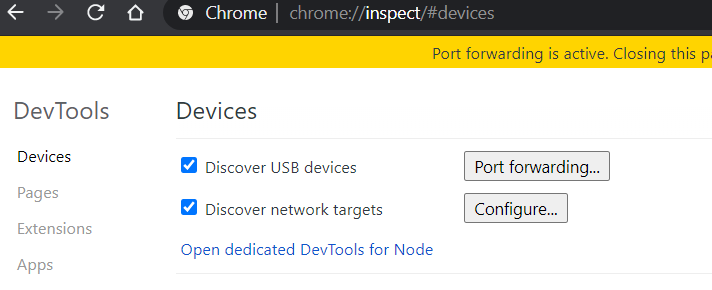 Chrome | chrome://inspect/#devices
Port forwarding is active. Closing this
DevTools
Devices
Devices
Discover USB devices
Port forwarding...
Pages
Discover network targets
Configure...
Extensions
Open dedicated DevTools for Node
Apps